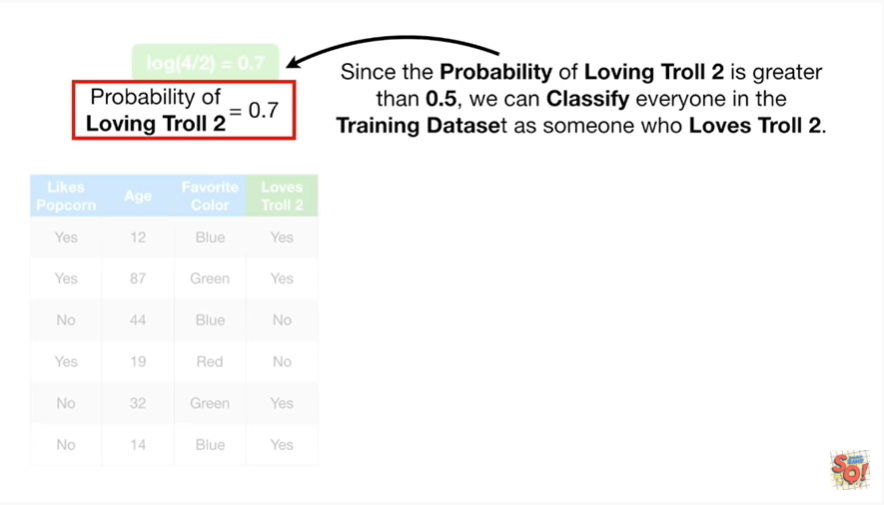 log(4/2) = 0.7
Probability of
Loving Troll 2 = 0.7
Since the Probability of Loving Troll 2 is greater
than 0.5, we can Classify everyone in the
Training Dataset as someone who Loves Troll 2.
Likes Popcorn Age Favorite Color Loves Troll 2
Yes 12 Blue Yes
Yes 87 Green Yes
No 44 Blue No
Yes 19 Red No
No 32 Green Yes
No 14 Blue Yes
SQ!